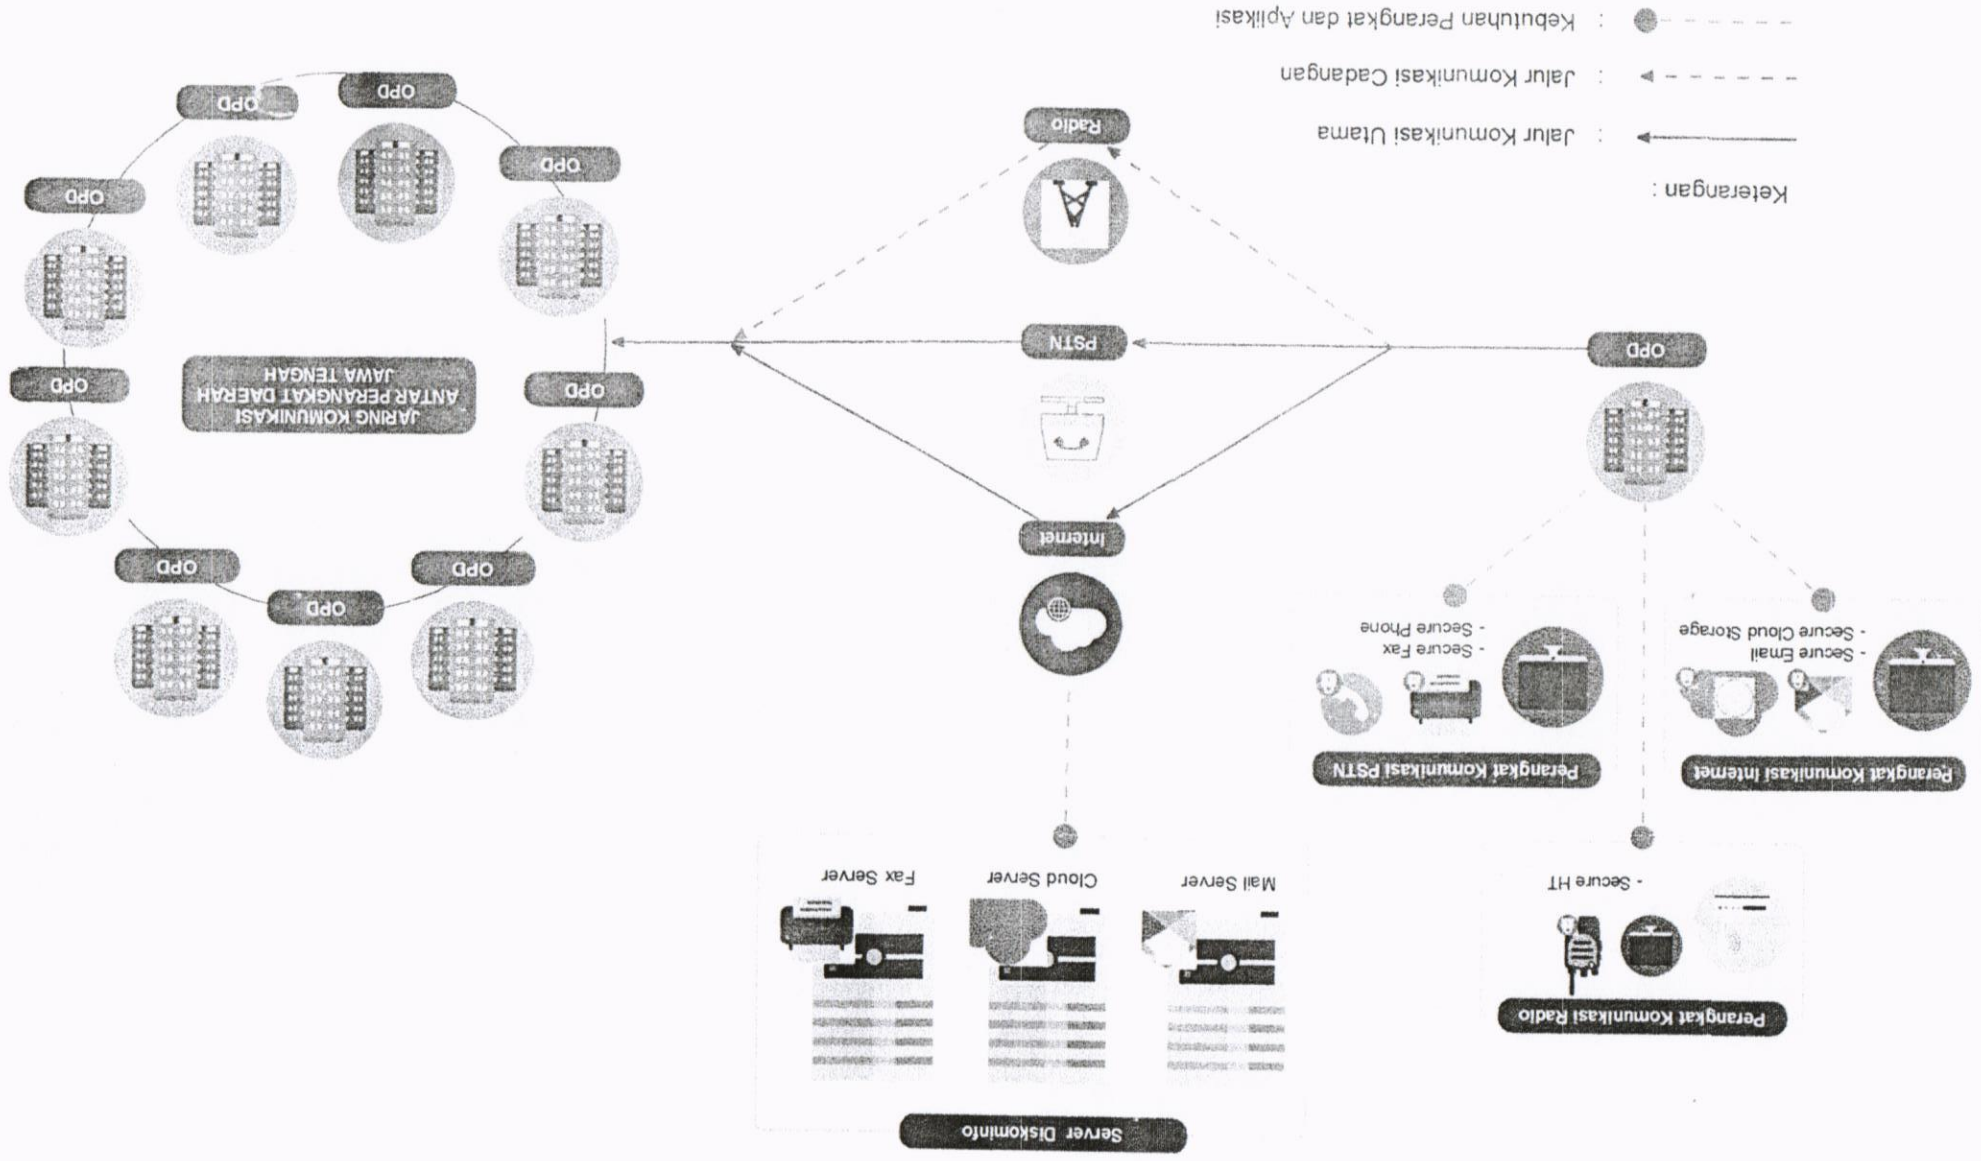 Server Diskominfo
Mail Server
Cloud Server
Fax Server
Perangkat Komunikasi Radio
- Secure HT
Perangkat Komunikasi Internet
- Secure Email
- Secure Cloud Storage
Perangkat Komunikasi PSTN
- Secure Fax
- Secure Phone
OPD
Internet
PSTN
Radio
JARING KOMUNIKASI
ANTAR PERANGKAT DAERAH
JAWA TENGAH
OPD
OPD
OPD
OPD
OPD
OPD
OPD
OPD
OPD
Keterangan :
: Jalur Komunikasi Utama
: Jalur Komunikasi Cadangan
: Kebutuhan Perangkat dan Aplikasi